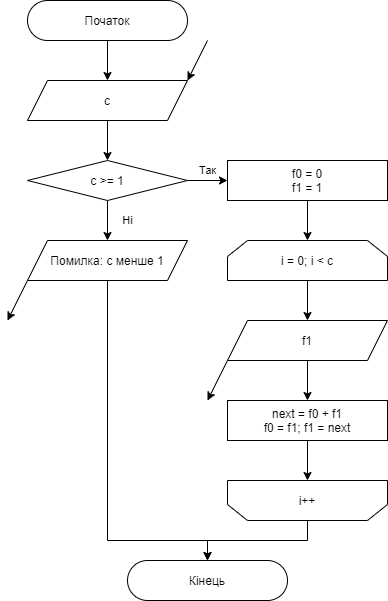 Початок
c
c >= 1
Так
f0 = 0
f1 = 1
Ні
Помилка: c менше 1
i = 0; i < c
f1
next = f0 + f1
f0 = f1; f1 = next
i++
Кінець